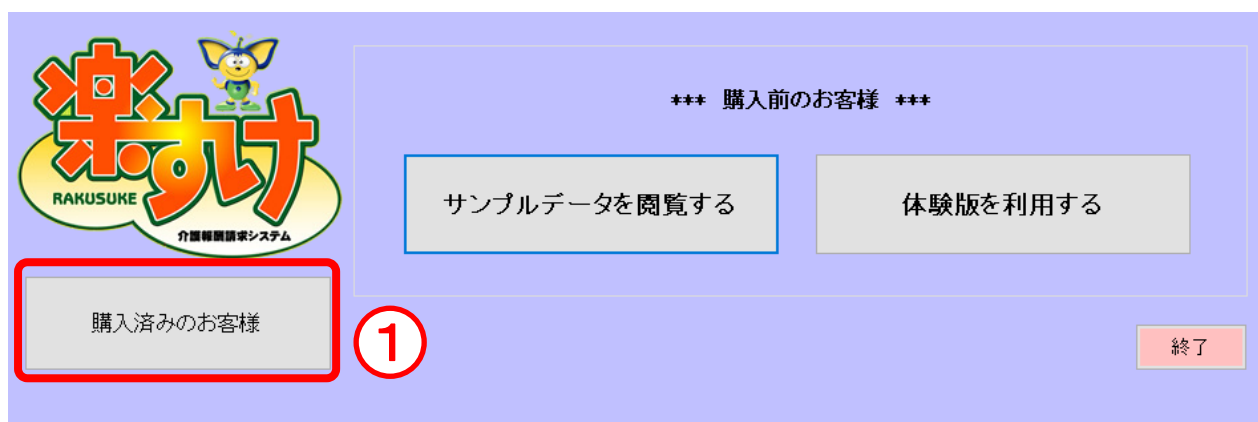 楽すけ
RAKUSUKE
介護報酬請求システム
*** 購入前のお客様 ***
サンプルデータを閲覧する
体験版を利用する
購入済みのお客様
①
終了